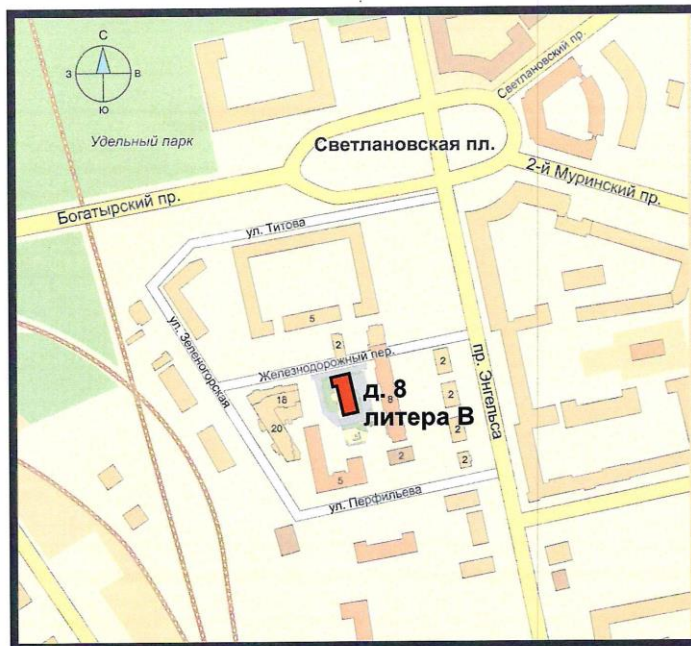 С
З
В
Ю
Удельный парк
Светлановский пр.
Светлановская пл.
2-й Муринский пр.
Богатырский пр.
ул. Титова
ул. Зеленогорская
5
2
Железнодорожный пер.
пр. Энгельса
2
18
д. 8
8
2
литера В
20
2
2
2
5
ул. Перфильева